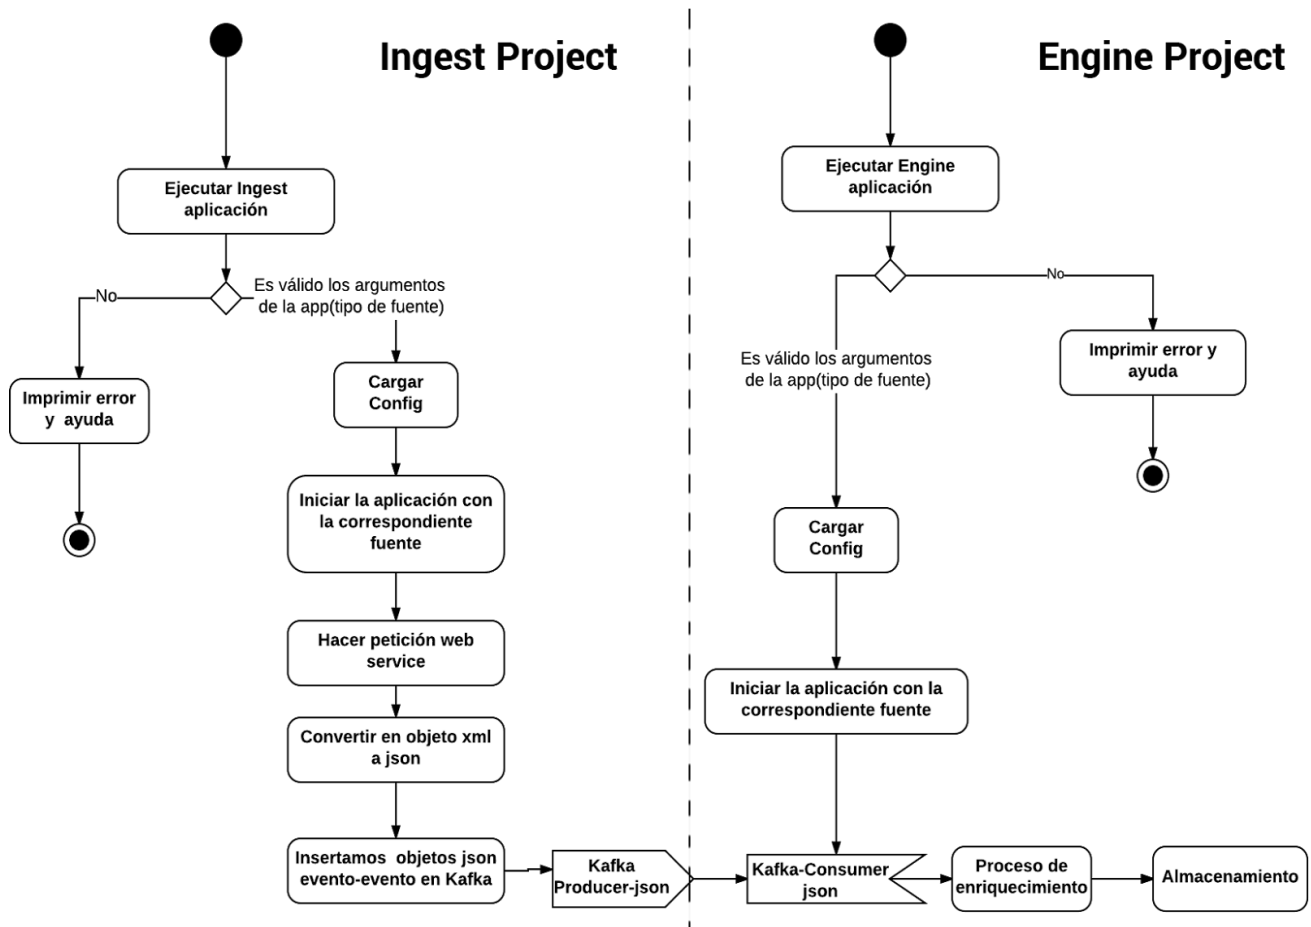 Ingest Project
Ejecutar Ingest
aplicación
No
Es válido los argumentos
de la app(tipo de fuente)
Imprimir error
y ayuda
Cargar
Config
Iniciar la aplicación con
la correspondiente
fuente
Hacer petición web
service
Convertir en objeto xml
a json
Insertamos objetos json
evento-evento en Kafka
Kafka
Producer-json
Engine Project
Ejecutar Engine
aplicación
No
Es válido los argumentos
de la app(tipo de fuente)
Imprimir error y
ayuda
Cargar
Config
Iniciar la aplicación con la
correspondiente fuente
Kafka-Consumer
json
Proceso de
enriquecimiento
Almacenamiento